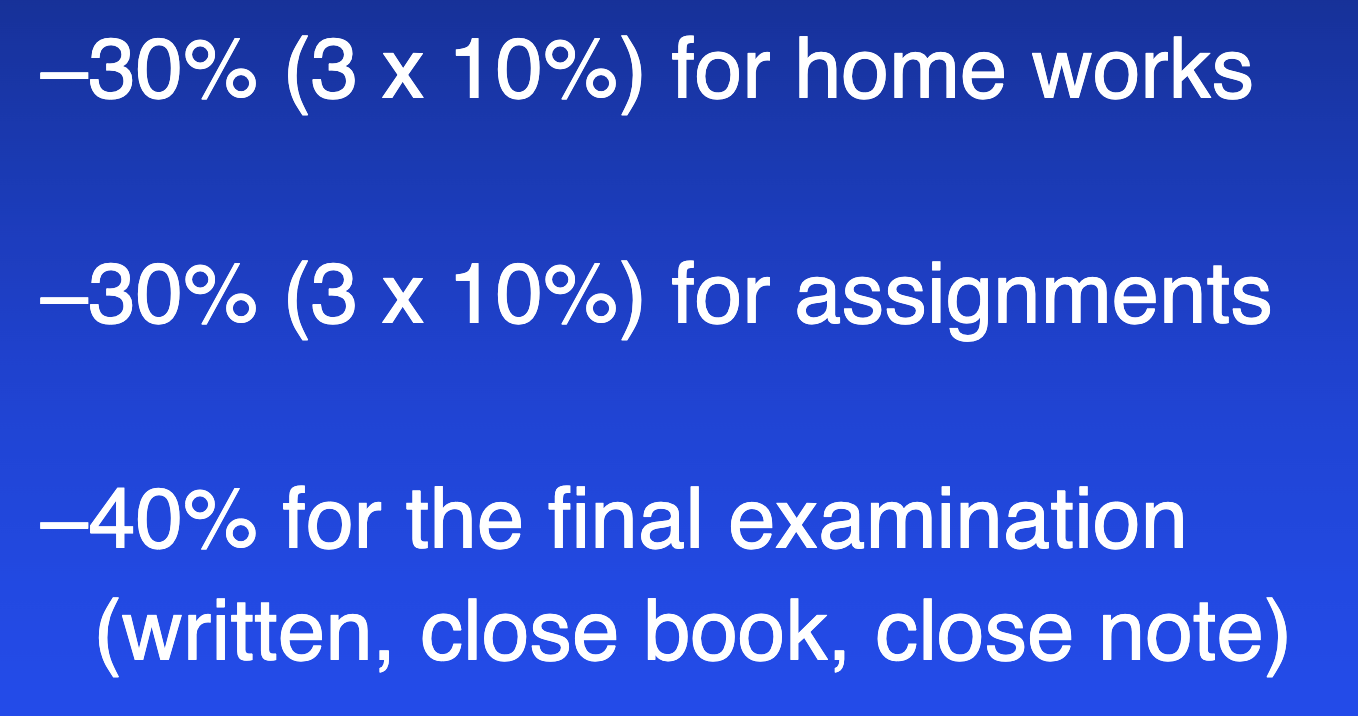 –30% (3 x 10%) for home works
–30% (3 x 10%) for assignments
–40% for the final examination
(written, close book, close note)